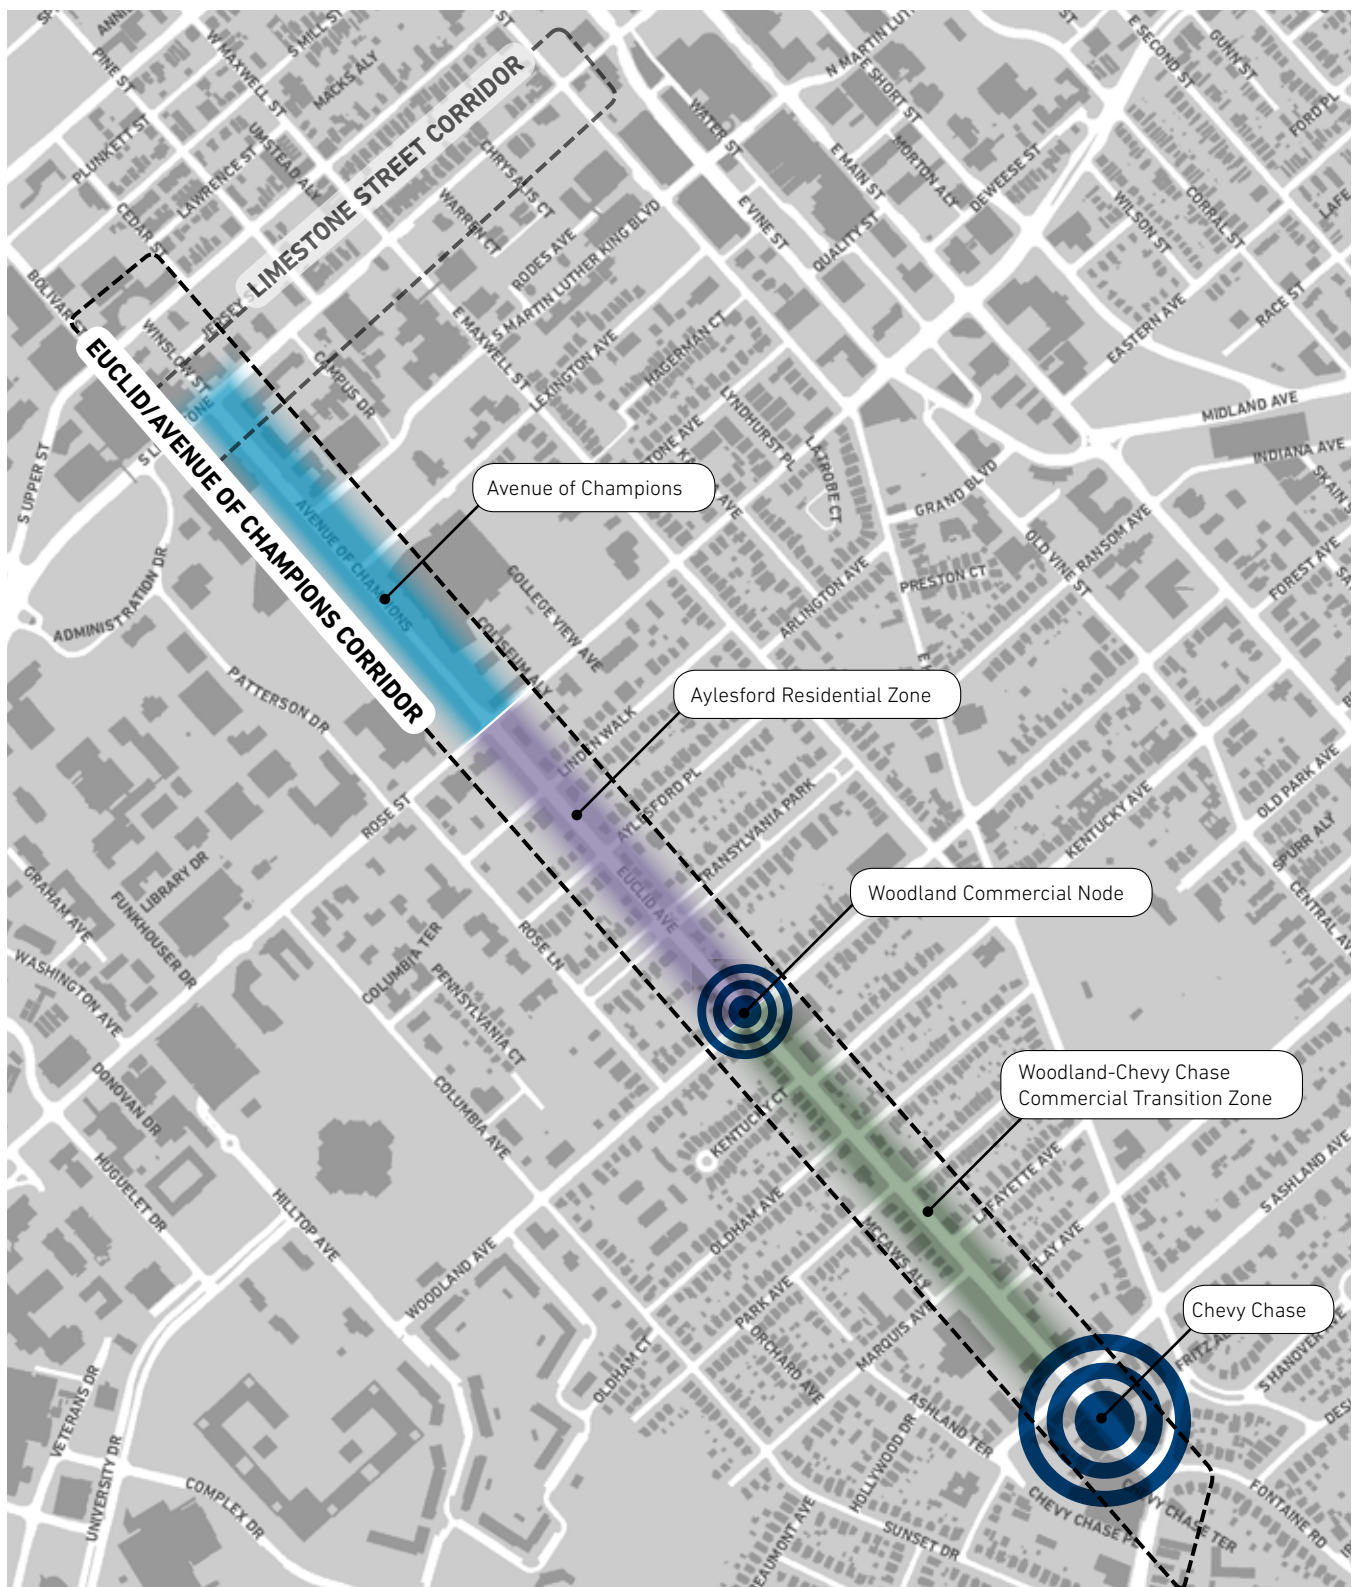 PINE ST
W MAXWELL ST
S MILL ST
MACKS ALY
PLUNKETT ST
LAWRENCE ST
UMSTEAD ALY
CEDAR ST
BOLIVAR ST
WINSLOW ST
LIMESTONE STREET CORRIDOR
CHRYSALIS CT
WARREN CT
RODES AVE
S MARTIN LUTHER KING BLVD
E MAXWELL ST
CAMPUS DR
WATER ST
E VINE ST
E MAIN ST
QUALITY ST
E SHORT ST
MORTON ALY
DEWEESE ST
E SECOND ST
GUNN ST
FORD PL
WILSON ST
CORRAL ST
EASTERN AVE
RACE ST
MIDLAND AVE
INDIANA AVE
LEXINGTON AVE
HAGERMAN CT
LYNDHURST PL
LATROBE CT
GRAND BLVD
OLD VINE ST
RANSOM AVE
FOREST AVE
PRESTON CT
ARLINGTON AVE
S UPPER ST
EUCLID/AVENUE OF CHAMPIONS CORRIDOR
Avenue of Champions
AVENUE OF CHAMPIONS
COLLEGE VIEW AVE
COLISEUM ALY
ADMINISTRATION DR
PATTERSON DR
Aylesford Residential Zone
LINDEN WALK
AYLESFORD PL
TRANSYLVANIA PARK
EUCLID AVE
ROSE ST
ROSE LN
KENTUCKY AVE
OLD PARK AVE
SPURR ALY
LIBRARY DR
FUNKHOUSER DR
GRAHAM AVE
WASHINGTON AVE
COLUMBIA TER
PENNSYLVANIA CT
COLUMBIA AVE
Woodland Commercial Node
DONOVAN DR
HUGUELET DR
HILLTOP AVE
WOODLAND AVE
KENTUCKY CT
OLDHAM AVE
Woodland-Chevy Chase
Commercial Transition Zone
LAFAYETTE AVE
S ASHLAND AVE
MCCAWS ALY
PARK AVE
ORCHARD AVE
MARQUIS AVE
OLDHAM CT
Chevy Chase
S HANOVER AVE
ASHLAND TER
HOLLYWOOD DR
SUNSET DR
CHEVY CHASE PL
CHEVY CHASE TER
FONTAINE RD
VETERANS DR
UNIVERSITY DR
COMPLEX DR